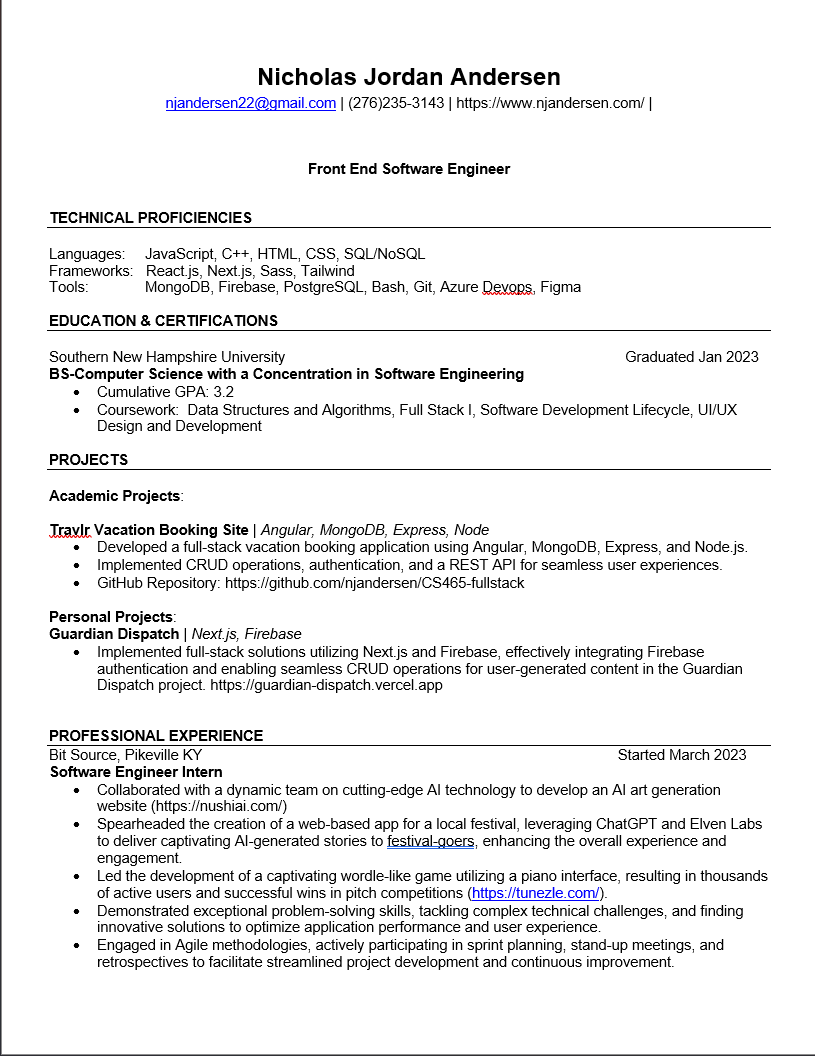 Nicholas Jordan Andersen
njandersen22@gmail.com | (276)235-3143 | https://www.njandersen.com/ |
Front End Software Engineer
TECHNICAL PROFICIENCIES
Languages: JavaScript, C++, HTML, CSS, SQL/NoSQL
Frameworks: React.js, Next.js, Sass, Tailwind
Tools: MongoDB, Firebase, PostgreSQL, Bash, Git, Azure Devops, Figma
EDUCATION & CERTIFICATIONS
Southern New Hampshire University Graduated Jan 2023
BS-Computer Science with a Concentration in Software Engineering
• Cumulative GPA: 3.2
• Coursework: Data Structures and Algorithms, Full Stack I, Software Development Lifecycle, UI/UX
Design and Development
PROJECTS
Academic Projects:
Travlr Vacation Booking Site | Angular, MongoDB, Express, Node
• Developed a full-stack vacation booking application using Angular, MongoDB, Express, and Node.js.
• Implemented CRUD operations, authentication, and a REST API for seamless user experiences.
• GitHub Repository: https://github.com/njandersen/CS465-fullstack
Personal Projects:
Guardian Dispatch | Next.js, Firebase
• Implemented full-stack solutions utilizing Next.js and Firebase, effectively integrating Firebase
authentication and enabling seamless CRUD operations for user-generated content in the Guardian
Dispatch project. https://guardian-dispatch.vercel.app
PROFESSIONAL EXPERIENCE
Bit Source, Pikeville KY Started March 2023
Software Engineer Intern
• Collaborated with a dynamic team on cutting-edge AI technology to develop an AI art generation
website (https://nushiai.com/)
• Spearheaded the creation of a web-based app for a local festival, leveraging ChatGPT and Elven Labs
to deliver captivating AI-generated stories to festival-goers, enhancing the overall experience and
engagement.
• Led the development of a captivating wordle-like game utilizing a piano interface, resulting in thousands
of active users and successful wins in pitch competitions (https://tunezle.com/).
• Demonstrated exceptional problem-solving skills, tackling complex technical challenges, and finding
innovative solutions to optimize application performance and user experience.
• Engaged in Agile methodologies, actively participating in sprint planning, stand-up meetings, and
retrospectives to facilitate streamlined project development and continuous improvement.